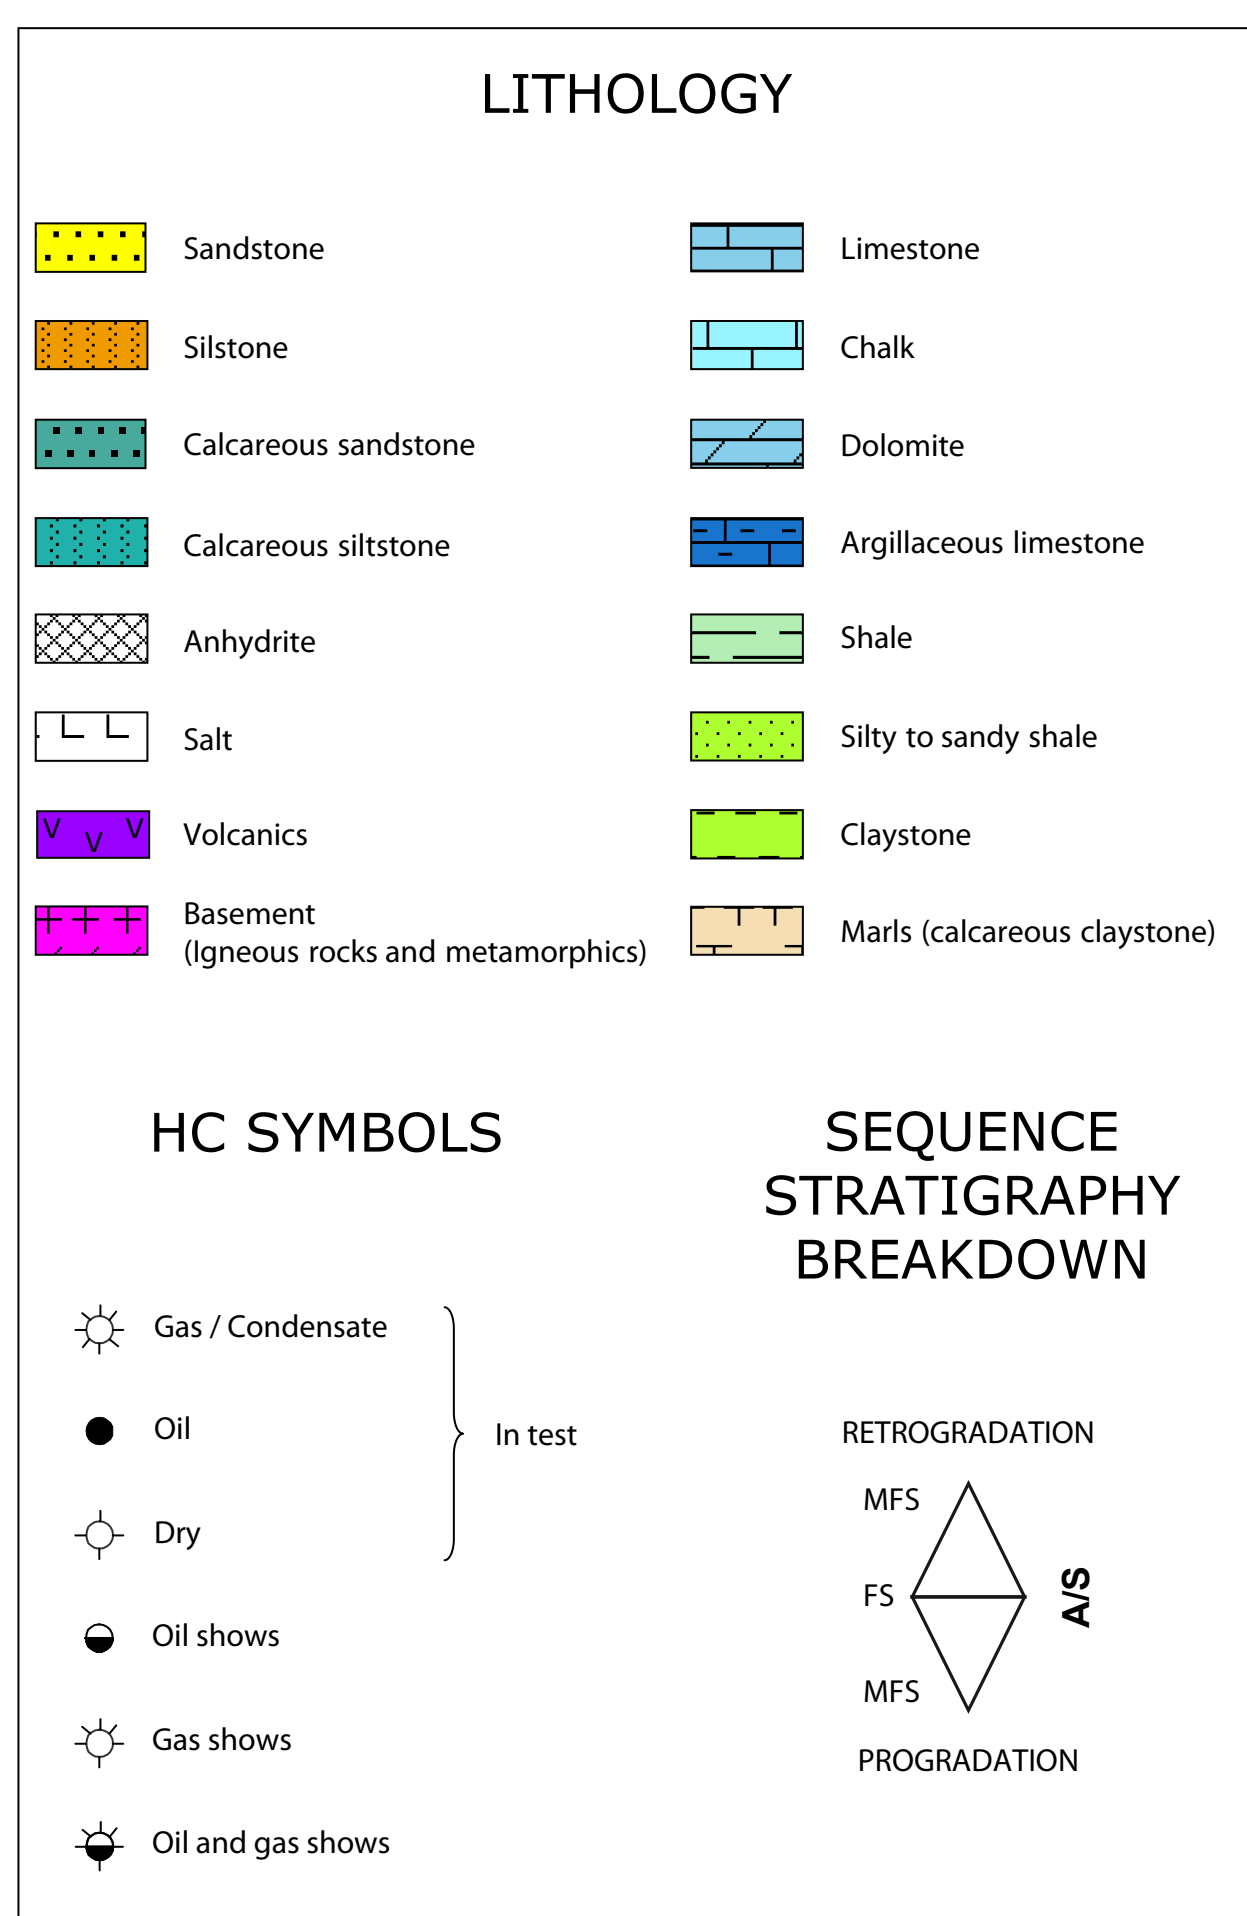 LITHOLOGY
Sandstone
Silstone
Calcareous sandstone
Calcareous siltstone
Anhydrite
Salt
Volcanics
Basement
(Igneous rocks and metamorphics)
Limestone
Chalk
Dolomite
Argillaceous limestone
Shale
Silty to sandy shale
Claystone
Marls (calcareous claystone)
HC SYMBOLS
Gas / Condensate
Oil
Dry
In test
Oil shows
Gas shows
Oil and gas shows
SEQUENCE
STRATIGRAPHY
BREAKDOWN
RETROGRADATION
MFS
FS
MFS
A/S
PROGRADATION